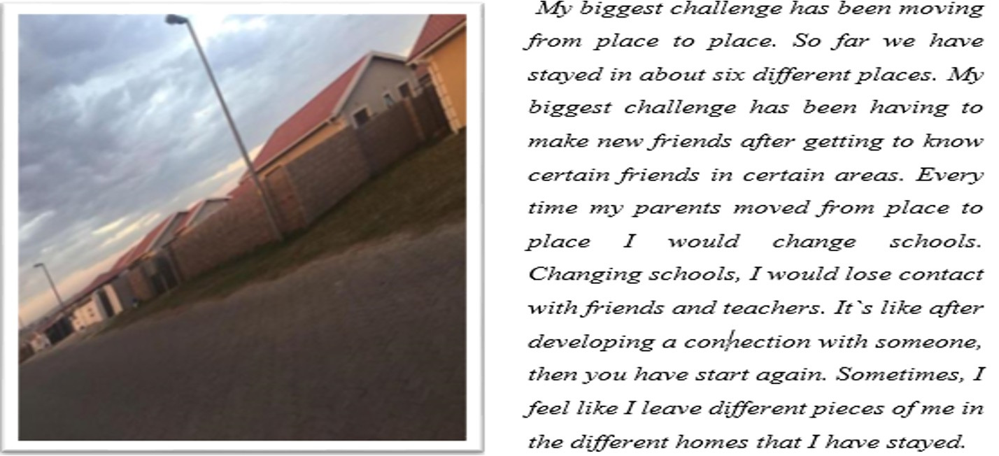 My biggest challenge has been moving
from place to place. So far we have
stayed in about six different places. My
biggest challenge has been having to
make new friends after getting to know
certain friends in certain areas. Every
time my parents moved from place to
place I would change schools.
Changing schools, I would lose contact
with friends and teachers. It`s like after
developing a connection with someone,
then you have start again. Sometimes, I
feel like I leave different pieces of me in
the different homes that I have stayed.